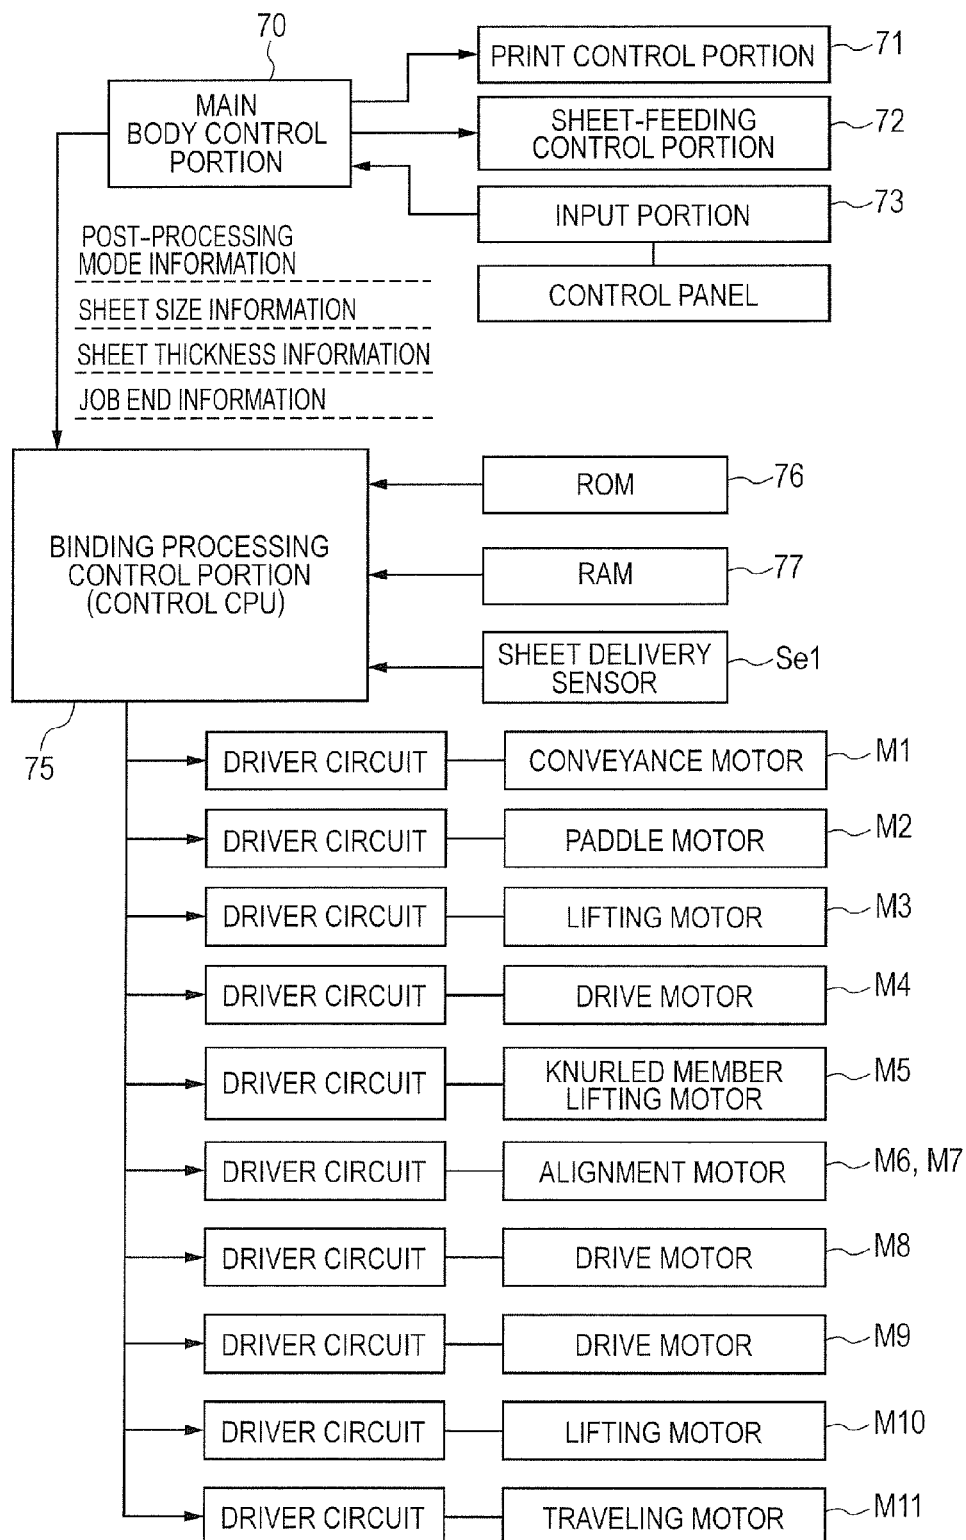 70
MAIN
BODY CONTROL
PORTION
PRINT CONTROL PORTION
71
SHEET-FEEDING
CONTROL PORTION
72
INPUT PORTION
73
CONTROL PANEL
POST-PROCESSING
MODE INFORMATION
SHEET SIZE INFORMATION
SHEET THICKNESS INFORMATION
JOB END INFORMATION
BINDING PROCESSING
CONTROL PORTION
(CONTROL CPU)
75
ROM
76
RAM
77
SHEET DELIVERY
SENSOR
Se1
DRIVER CIRCUIT
CONVEYANCE MOTOR
M1
DRIVER CIRCUIT
PADDLE MOTOR
M2
DRIVER CIRCUIT
LIFTING MOTOR
M3
DRIVER CIRCUIT
DRIVE MOTOR
M4
DRIVER CIRCUIT
KNURLED MEMBER
LIFTING MOTOR
M5
DRIVER CIRCUIT
ALIGNMENT MOTOR
M6, M7
DRIVER CIRCUIT
DRIVE MOTOR
M8
DRIVER CIRCUIT
DRIVE MOTOR
M9
DRIVER CIRCUIT
LIFTING MOTOR
M10
DRIVER CIRCUIT
TRAVELING MOTOR
M11